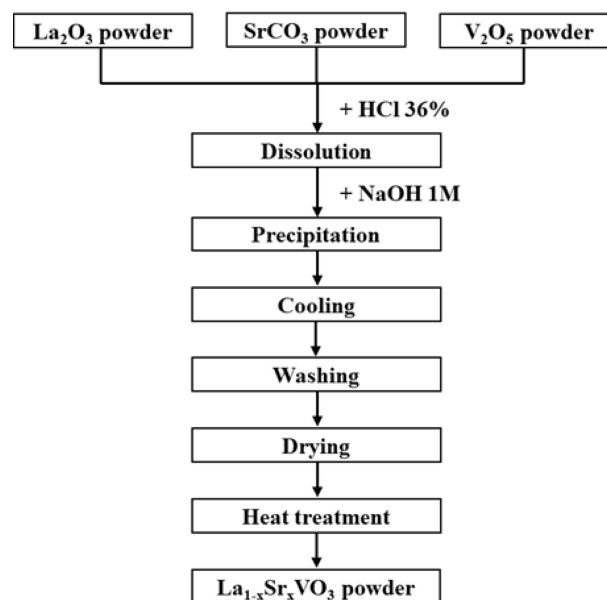 La₂O₃ powder
SrCO₃ powder
V₂O₅ powder
+ HCl 36%
Dissolution
+ NaOH 1M
Precipitation
Cooling
Washing
Drying
Heat treatment
La₁₋ₓSrₓVO₃ powder